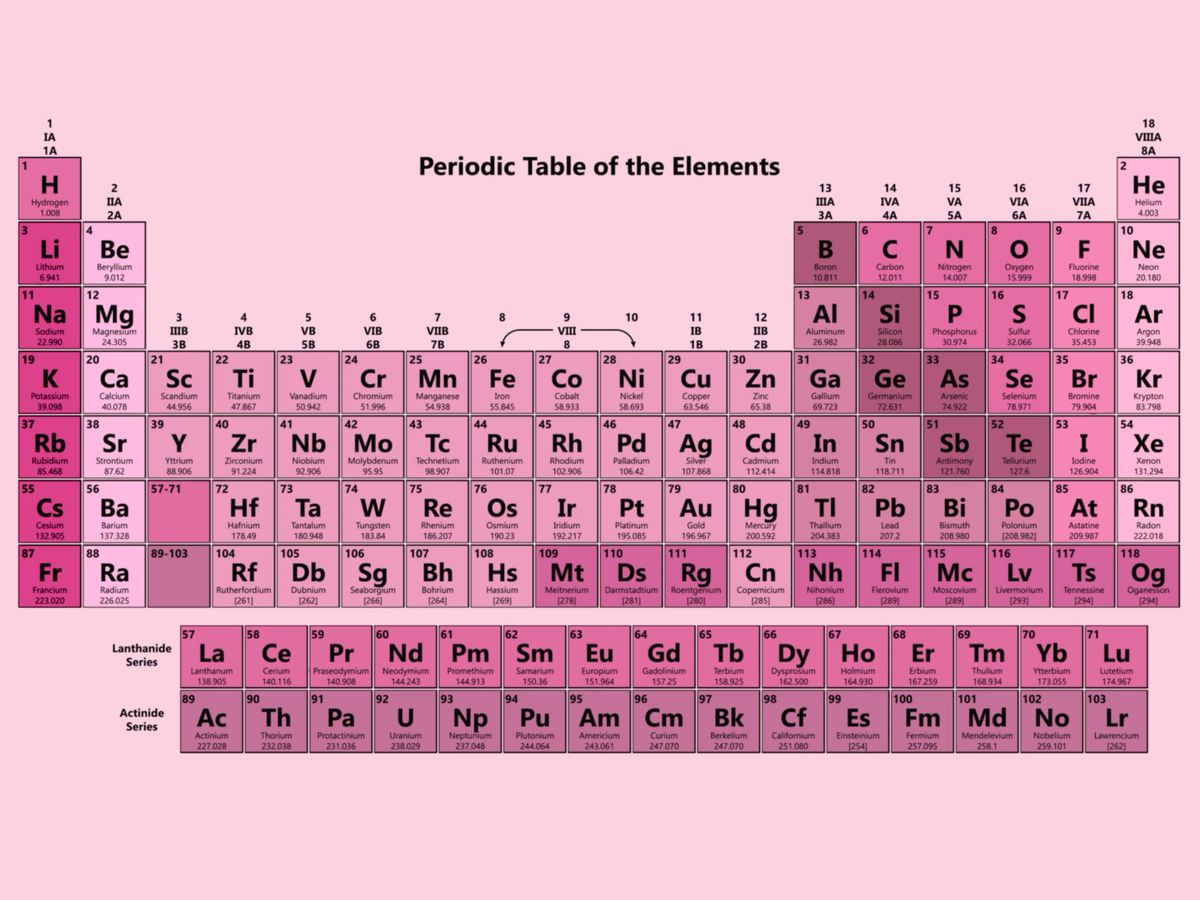 1 18
IA VIIIA
1A 8A
Periodic Table of the Elements
1 2
H He
Hydrogen Helium
1.008 4.003
2 13 14 15 16 17
IIA IIIA IVA VA VIA VIIA
2A 3A 4A 5A 6A 7A
3 4 5 6 7 8 9 10
Li Be B C N O F Ne
Lithium Beryllium Boron Carbon Nitrogen Oxygen Fluorine Neon
6.941 9.012 10.811 12.011 14.007 15.999 18.998 20.180
11 12 13 14 15 16 17 18
Na Mg Al Si P S Cl Ar
Sodium Magnesium Aluminum Silicon Phosphorus Sulfur Chlorine Argon
22.990 24.305 26.982 28.086 30.974 32.066 35.453 39.948
3 4 5 6 7 8 9 10 11 12
IIIB IVB VB VIB VIIB VIII IB IIB
3B 4B 5B 6B 7B 8 1B 2B
19 20 21 22 23 24 25 26 27 28 29 30 31 32 33 34 35 36
K Ca Sc Ti V Cr Mn Fe Co Ni Cu Zn Ga Ge As Se Br Kr
Potassium Calcium Scandium Titanium Vanadium Chromium Manganese Iron Cobalt Nickel Copper Zinc Gallium Germanium Arsenic Selenium Bromine Krypton
39.098 40.078 44.956 47.867 50.942 51.996 54.938 55.845 58.933 58.693 63.546 65.38 69.723 72.631 74.922 78.971 79.904 83.798
37 38 39 40 41 42 43 44 45 46 47 48 49 50 51 52 53 54
Rb Sr Y Zr Nb Mo Tc Ru Rh Pd Ag Cd In Sn Sb Te I Xe
Rubidium Strontium Yttrium Zirconium Niobium Molybdenum Technetium Ruthenium Rhodium Palladium Silver Cadmium Indium Tin Antimony Tellurium Iodine Xenon
85.468 87.62 88.906 91.224 92.906 95.95 98.907 101.07 102.906 106.42 107.868 112.414 114.818 118.711 121.760 127.6 126.904 131.294
55 56 57-71 72 73 74 75 76 77 78 79 80 81 82 83 84 85 86
Cs Ba Hf Ta W Re Os Ir Pt Au Hg Tl Pb Bi Po At Rn
Cesium Barium Hafnium Tantalum Tungsten Rhenium Osmium Iridium Platinum Gold Mercury Thallium Lead Bismuth Polonium Astatine Radon
132.905 137.328 178.49 180.948 183.84 186.207 190.23 192.217 195.085 196.967 200.592 204.383 207.2 208.980 [208.982] 209.987 222.018
87 88 89-103 104 105 106 107 108 109 110 111 112 113 114 115 116 117 118
Fr Ra Rf Db Sg Bh Hs Mt Ds Rg Cn Nh Fl Mc Lv Ts Og
Francium Radium Rutherfordium Dubnium Seaborgium Bohrium Hassium Meitnerium Darmstadtium Roentgenium Copernicium Nihonium Flerovium Moscovium Livermorium Tennessine Oganesson
223.020 226.025 [261] [262] [266] [264] [269] [278] [281] [280] [285] [286] [289] [289] [293] [294] [294]
Lanthanide Series
57 58 59 60 61 62 63 64 65 66 67 68 69 70 71
La Ce Pr Nd Pm Sm Eu Gd Tb Dy Ho Er Tm Yb Lu
Lanthanum Cerium Praseodymium Neodymium Promethium Samarium Europium Gadolinium Terbium Dysprosium Holmium Erbium Thulium Ytterbium Lutetium
138.905 140.116 140.908 144.243 144.913 150.36 151.964 157.25 158.925 162.500 164.930 167.259 168.934 173.055 174.967
Actinide Series
89 90 91 92 93 94 95 96 97 98 99 100 101 102 103
Ac Th Pa U Np Pu Am Cm Bk Cf Es Fm Md No Lr
Actinium Thorium Protactinium Uranium Neptunium Plutonium Americium Curium Berkelium Californium Einsteinium Fermium Mendelevium Nobelium Lawrencium
227.028 232.038 231.036 238.029 237.048 244.064 243.061 247.070 247.070 251.080 [254] 257.095 258.1 259.101 [262]